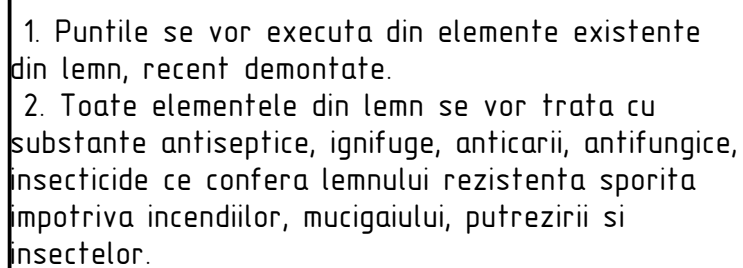 1. Puntile se vor executa din elemente existente
din lemn, recent demontate.
2. Toate elementele din lemn se vor trata cu
substante antiseptice, ignifuge, anticarii, antifungice,
insecticide ce confera lemnului rezistenta sporita
impotriva incendiilor, mucigaiului, putrezirii si
insectelor.